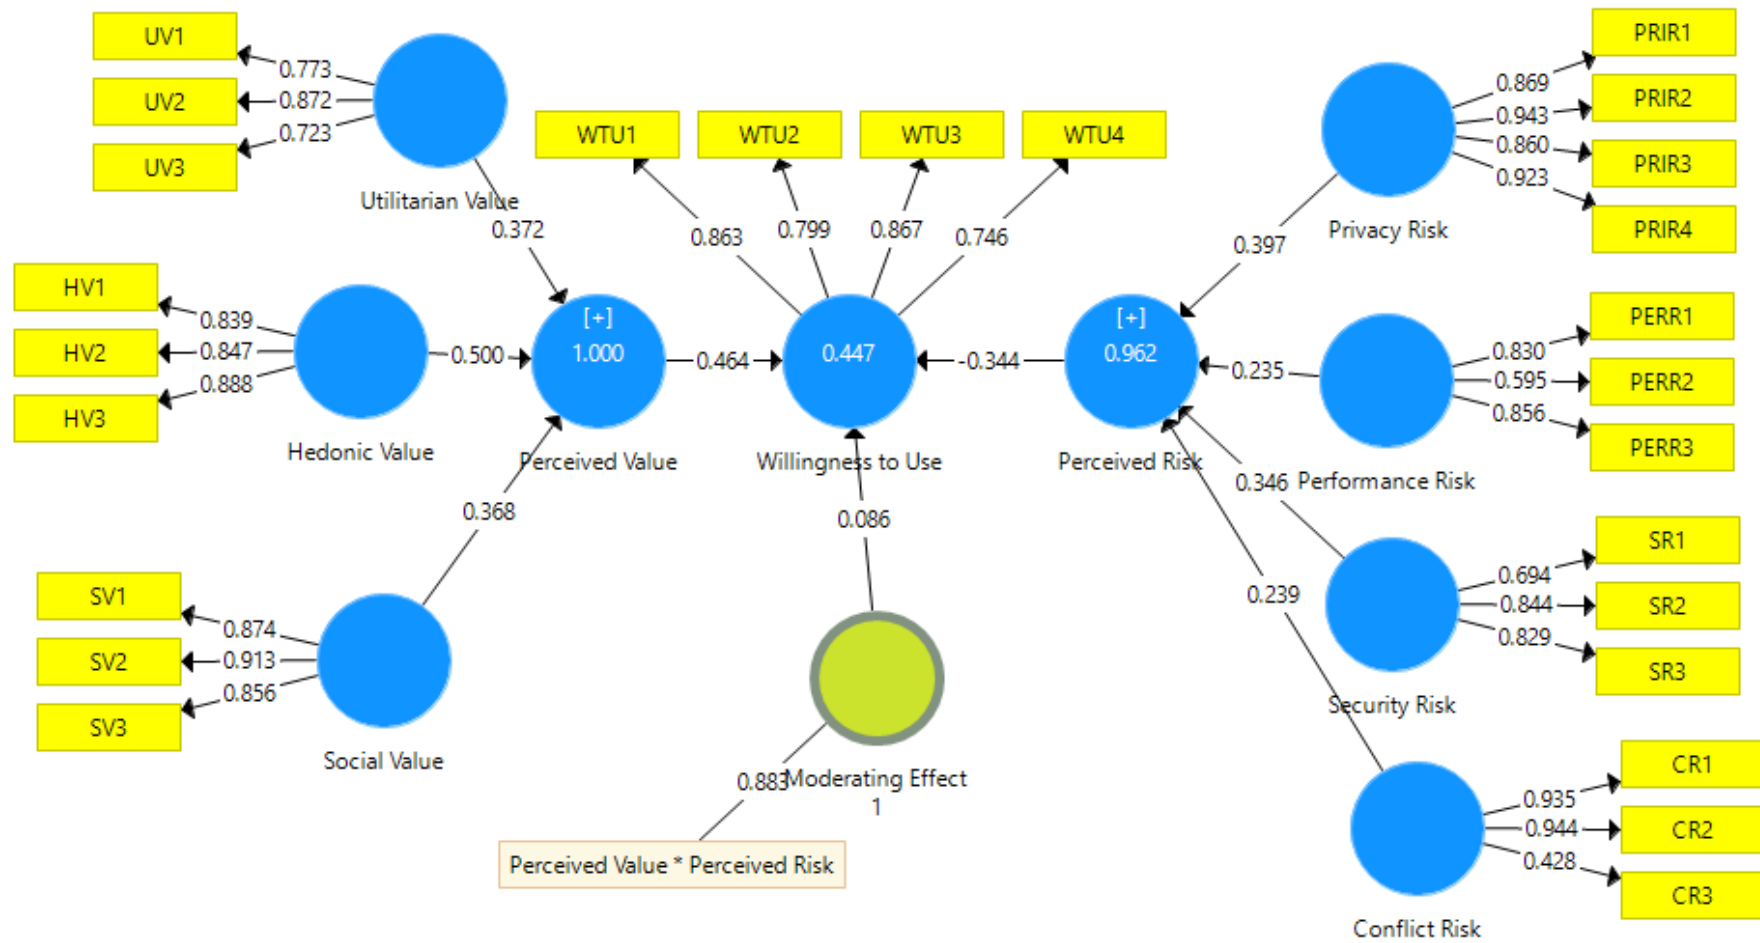 UV1
UV2
UV3
0.773
0.872
0.723
Utilitarian Value
0.372
HV1
HV2
HV3
0.839
0.847
0.888
Hedonic Value
0.500
SV1
SV2
SV3
0.874
0.913
0.856
Social Value
0.368
[+]
1.000
Perceived Value
0.464
WTU1
WTU2
WTU3
WTU4
0.863
0.799
0.867
0.746
0.447
Willingness to Use
-0.344
[+]
0.962
Perceived Risk
0.086
Moderating Effect
1
0.883
Perceived Value * Perceived Risk
PRIR1
PRIR2
PRIR3
PRIR4
0.869
0.943
0.860
0.923
Privacy Risk
0.397
PERR1
PERR2
PERR3
0.830
0.595
0.856
Performance Risk
0.235
SR1
SR2
SR3
0.694
0.844
0.829
Security Risk
0.346
CR1
CR2
CR3
0.935
0.944
0.428
Conflict Risk
0.239